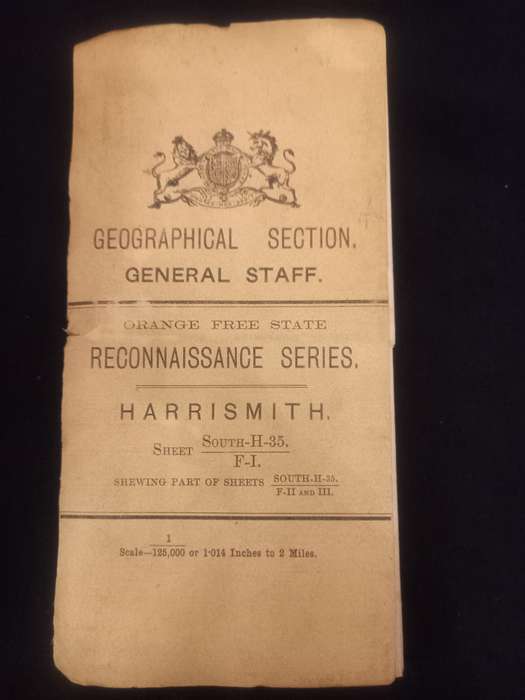 GEOGRAPHICAL SECTION,
GENERAL STAFF.
ORANGE FREE STATE
RECONNAISSANCE SERIES,
HARRISMITH.
SHEET SOUTH-H-35.
F-I.
SHEWING PART OF SHEETS SOUTH-H-35.
F-II AND III.
Scale—1/125,000 or 1·014 Inches to 2 Miles.